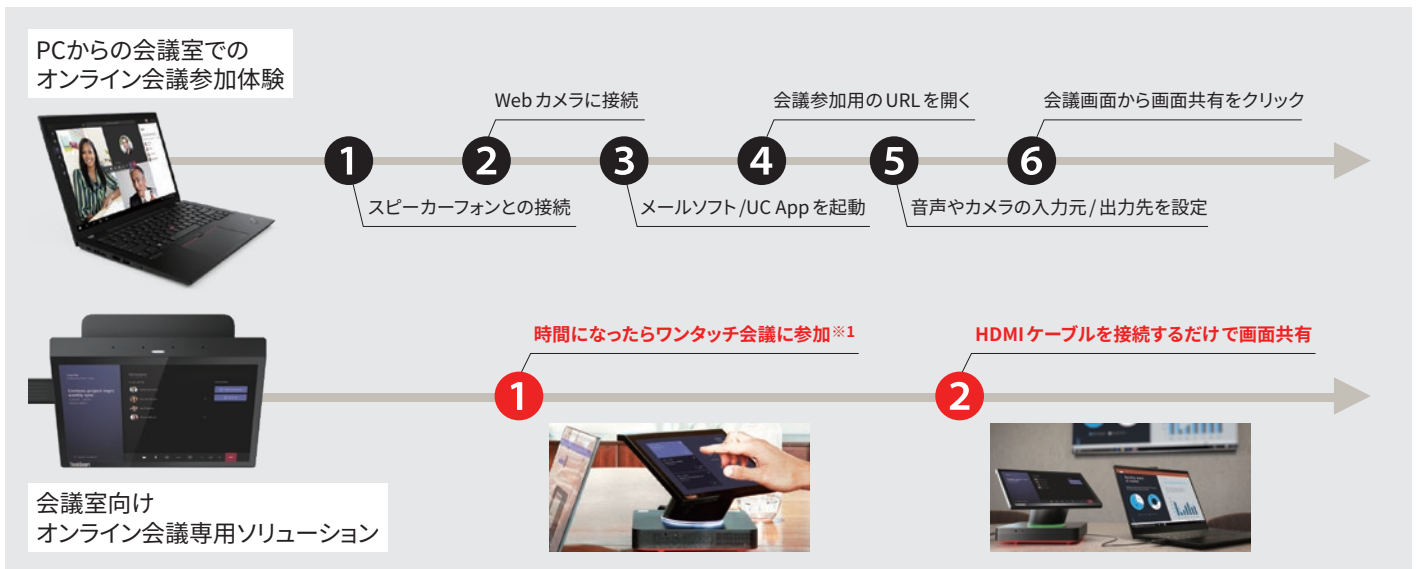 PCからの会議室での
オンライン会議参加体験
1
スピーカーフォンとの接続
2
Webカメラに接続
3
メールソフト/UC Appを起動
4
会議参加用のURLを開く
5
音声やカメラの入力元/出力先を設定
6
会議画面から画面共有をクリック
会議室向け
オンライン会議専用ソリューション
1
時間になったらワンタッチ会議に参加※1
2
HDMIケーブルを接続するだけで画面共有